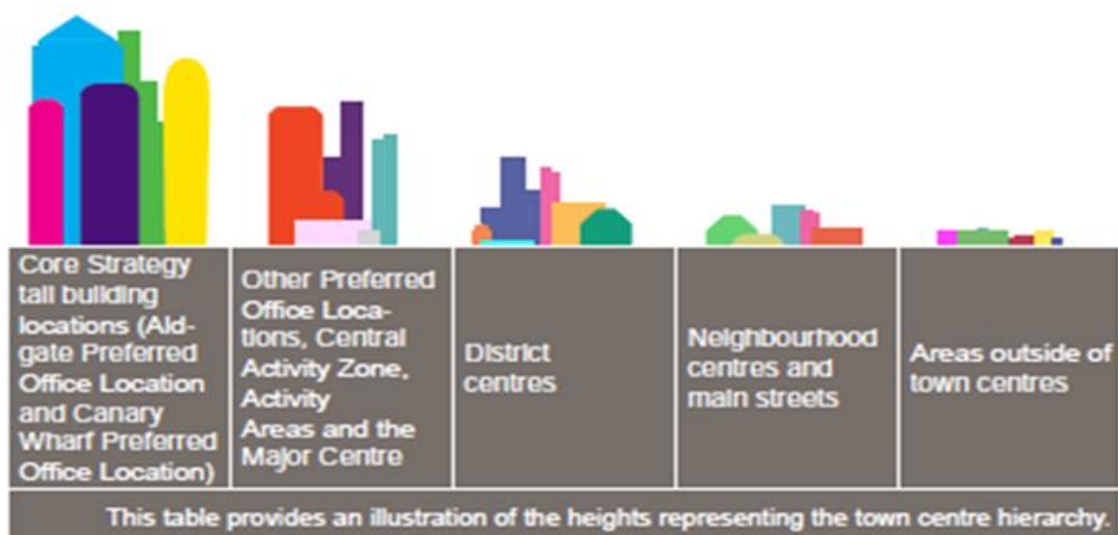 Core Strategy
tall building
locations (Ald-
gate Preferred
Office Location
and Canary
Wharf Preferred
Office Location)
Other Preferred
Office Loca-
tions, Central
Activity Zone,
Activity
Areas and the
Major Centre
District
centres
Neighbourhood
centres and
main streets
Areas outside of
town centres
This table provides an illustration of the heights representing the town centre hierarchy.